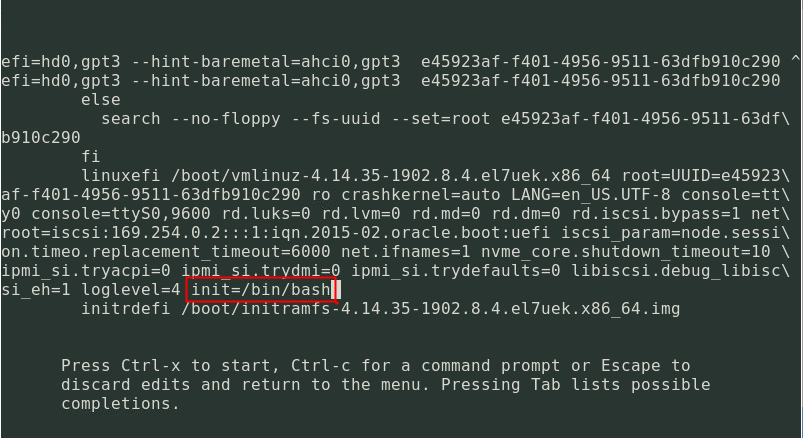 efi=hd0,gpt3 --hint-baremetal=ahci0,gpt3  e45923af-f401-4956-9511-63dfb910c290 ^
efi=hd0,gpt3 --hint-baremetal=ahci0,gpt3  e45923af-f401-4956-9511-63dfb910c290
        else
          search --no-floppy --fs-uuid --set=root e45923af-f401-4956-9511-63df\
b910c290
        fi
        linuxefi /boot/vmlinuz-4.14.35-1902.8.4.el7uek.x86_64 root=UUID=e45923\
af-f401-4956-9511-63dfb910c290 ro crashkernel=auto LANG=en_US.UTF-8 console=tt\
y0 console=ttyS0,9600 rd.luks=0 rd.lvm=0 rd.md=0 rd.dm=0 rd.iscsi.bypass=1 net\
root=iscsi:169.254.0.2:::1:iqn.2015-02.oracle.boot:uefi iscsi_param=node.sessi\
on.timeo.replacement_timeout=6000 net.ifnames=1 nvme_core.shutdown_timeout=10 \
ipmi_si.tryacpi=0 ipmi_si.trydmi=0 ipmi_si.trydefaults=0 libiscsi.debug_libisc\
si_eh=1 loglevel=4 init=/bin/bash
        initrdefi /boot/initramfs-4.14.35-1902.8.4.el7uek.x86_64.img
      Press Ctrl-x to start, Ctrl-c for a command prompt or Escape to
      discard edits and return to the menu. Pressing Tab lists possible
      completions.